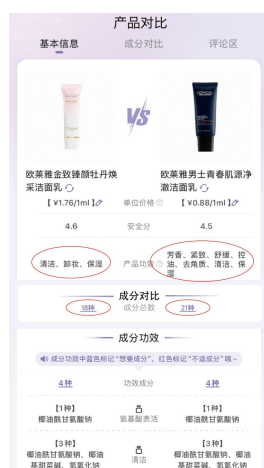 产品对比
基本信息
成分对比
评论区
VS
欧莱雅金致臻颜牡丹焕
采洁面乳
欧莱雅男士青春肌源净
澈洁面乳
【 ¥1.76/1ml 】
单位价格
【 ¥0.88/1ml 】
4.6
安全分
4.5
清洁、卸妆、保湿
产品功效
芳香、紧致、舒缓、控
油、去角质、清洁、保
湿
成分对比
18种
成分总数
21种
成分功效
成分功效中蓝色标记“想要成分”，红色标记“不适成分”哦~
4种
功效成分
4种
【1种】
椰油酰甘氨酸钠
氨基酸表活
【1种】
椰油酰甘氨酸钠
【3种】
椰油酰甘氨酸钠、椰油
基甜菜碱、氢氧化钠
清洁
【3种】
椰油酰甘氨酸钠、椰油
基甜菜碱、氢氧化钠